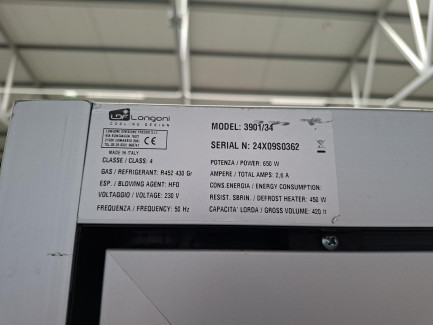 Longoni
COOLING DESIGN
MADE IN ITALY
CLASSE / CLASS: 4
GAS / REFRIGERANT: R452 430 Gr
ESP. / BLOWING AGENT: HFO
VOLTAGGIO / VOLTAGE: 230 V
FREQUENZA / FREQUENCY: 50 Hz
MODEL: 3901/34
SERIAL N: 24X09S0362
POTENZA / POWER: 650 W
AMPERE / TOTAL AMPS: 2,6 A
CONS.ENERGIA / ENERGY CONSUMPTION:
RESIST. SBRIN. / DEFROST HEATER: 450 W
CAPACITA' LORDA / GROSS VOLUME: 420 lt